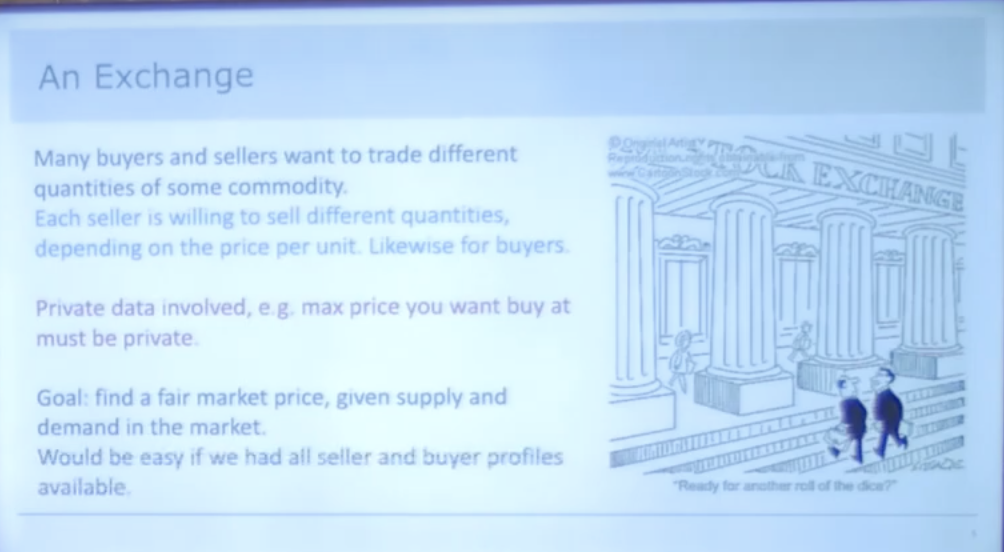 An Exchange
Many buyers and sellers want to trade different
quantities of some commodity.
Each seller is willing to sell different quantities,
depending on the price per unit. Likewise for buyers.
Private data involved, e.g. max price you want buy at
must be private.
Goal: find a fair market price, given supply and
demand in the market.
Would be easy if we had all seller and buyer profiles
available.
© Original Artist
Reproduction rights obtainable from
www.CartoonStock.com
TOCK EXCHANGE
"Ready for another roll of the dice?"